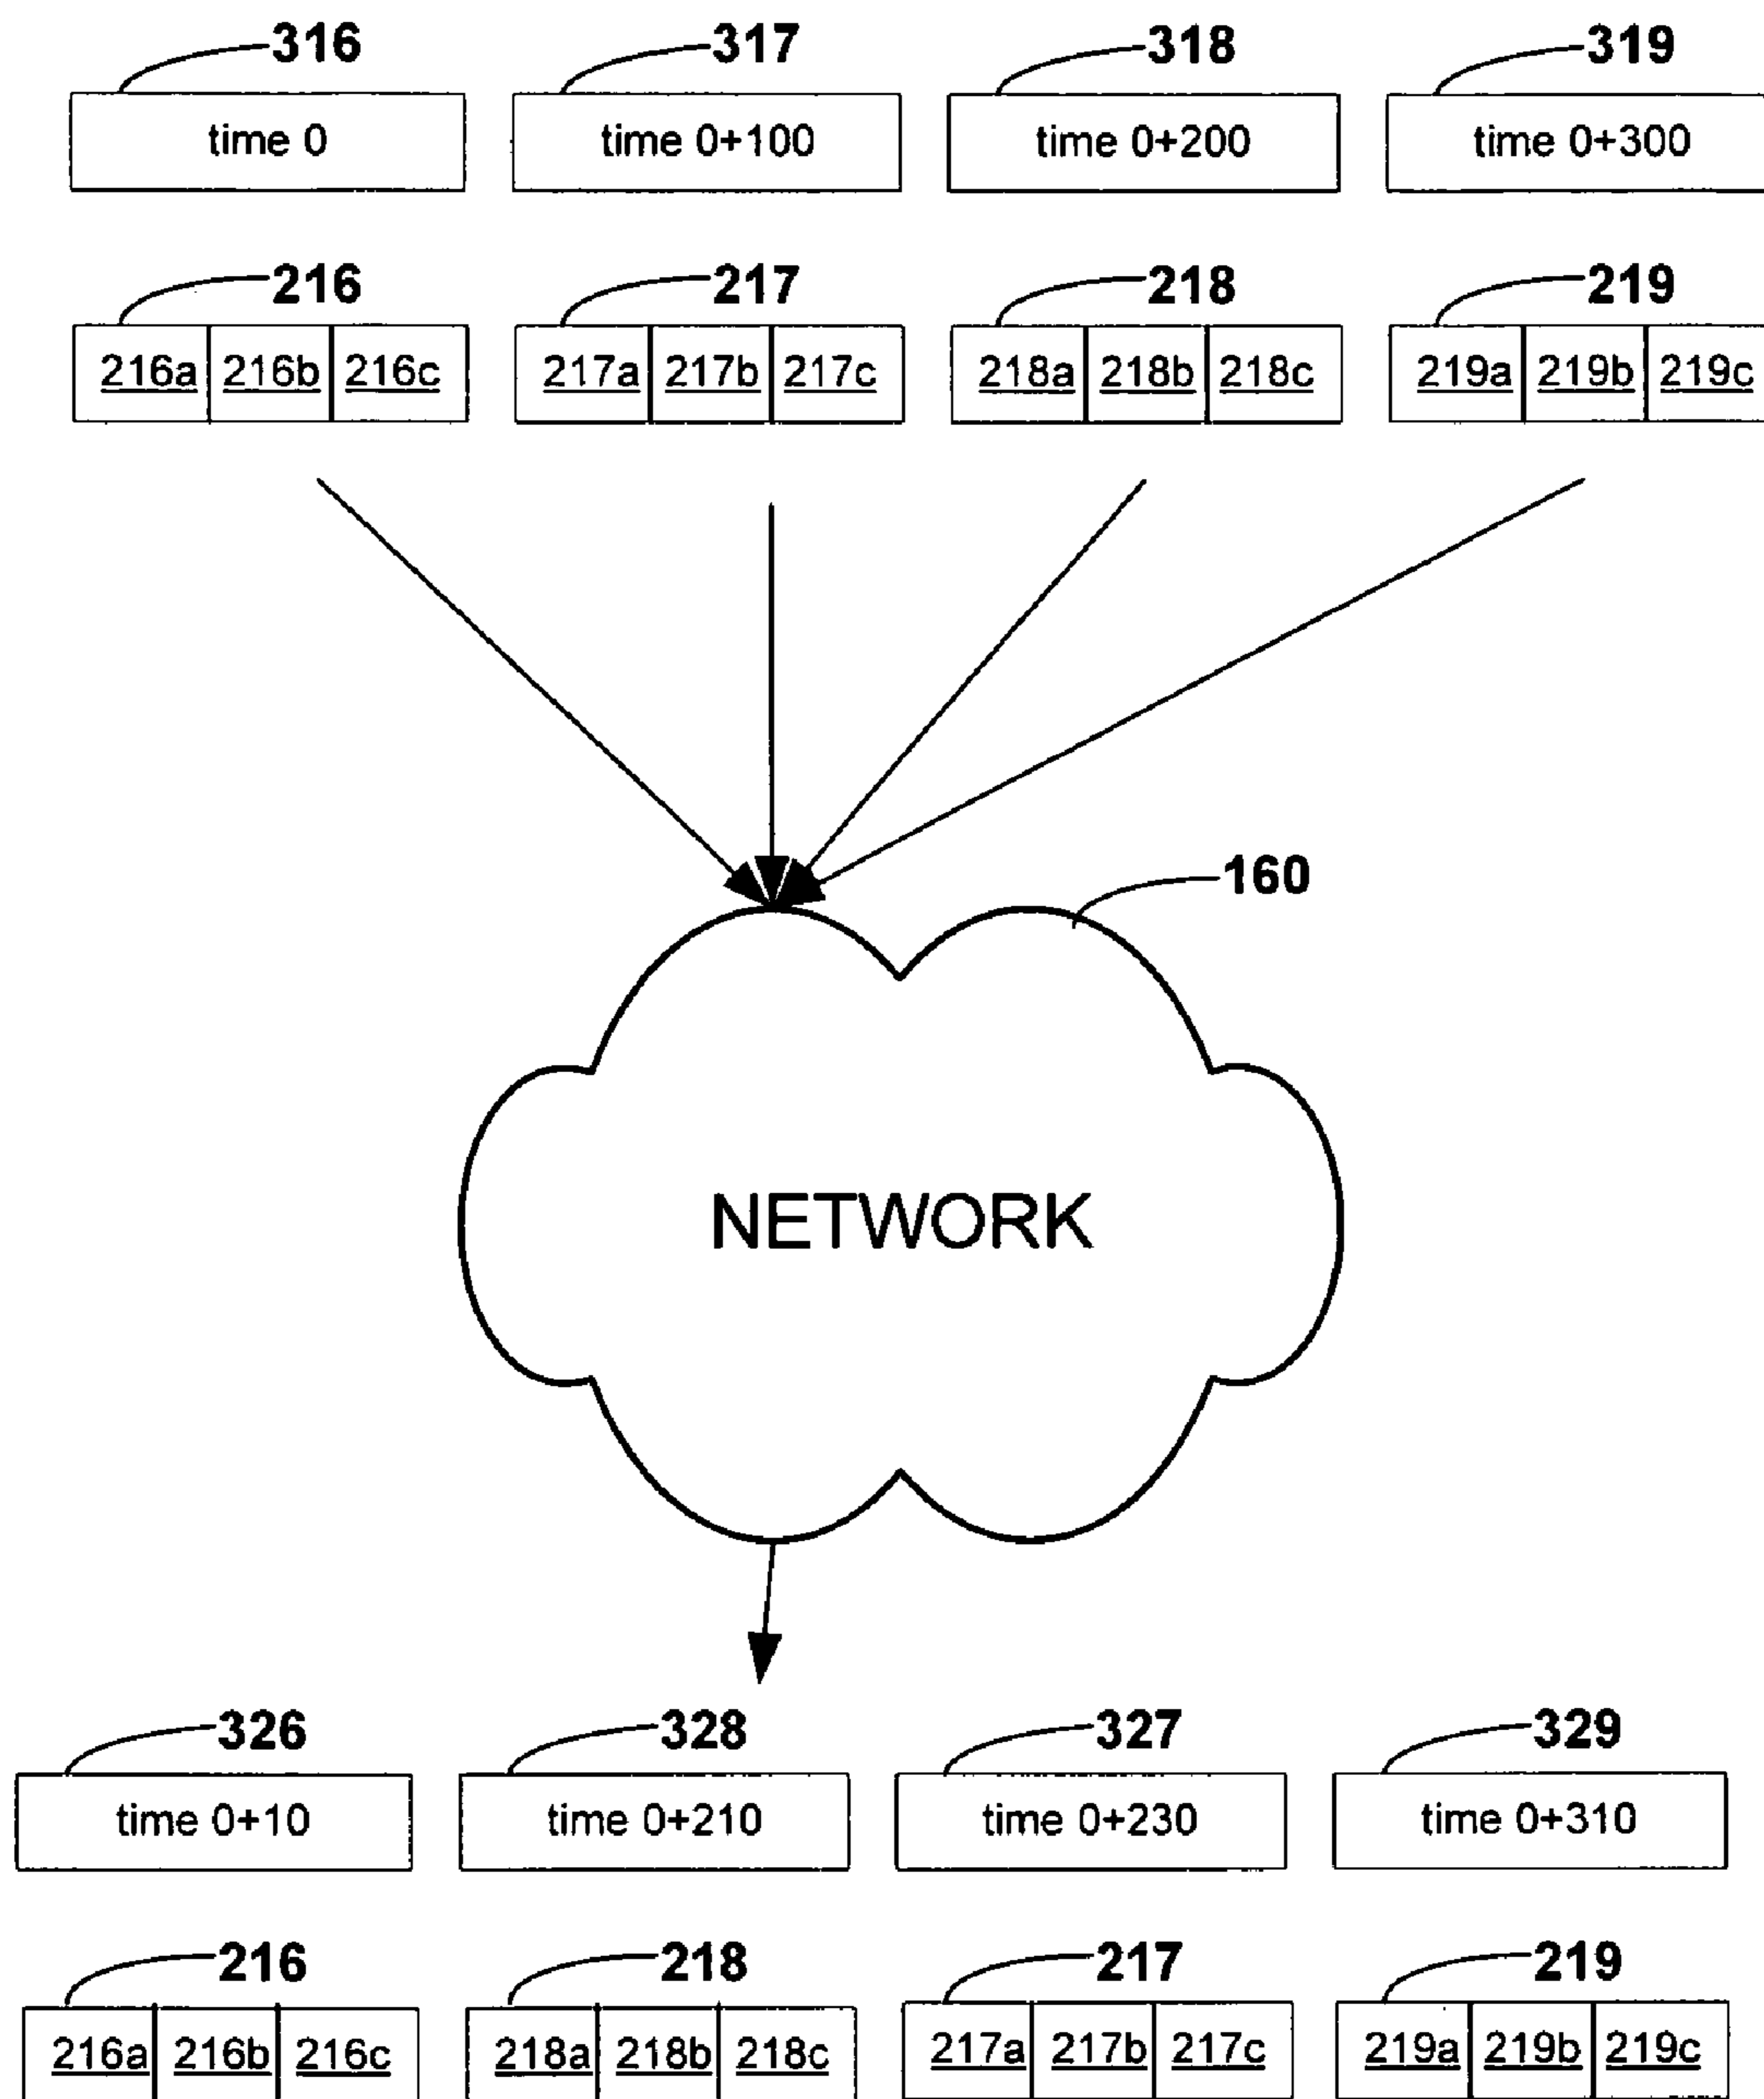 316 317 318 319
time 0 time 0+100 time 0+200 time 0+300
216 217 218 219
216a 216b 216c 217a 217b 217c 218a 218b 218c 219a 219b 219c
160
NETWORK
326 328 327 329
time 0+10 time 0+210 time 0+230 time 0+310
216 218 217 219
216a 216b 216c 218a 218b 218c 217a 217b 217c 219a 219b 219c